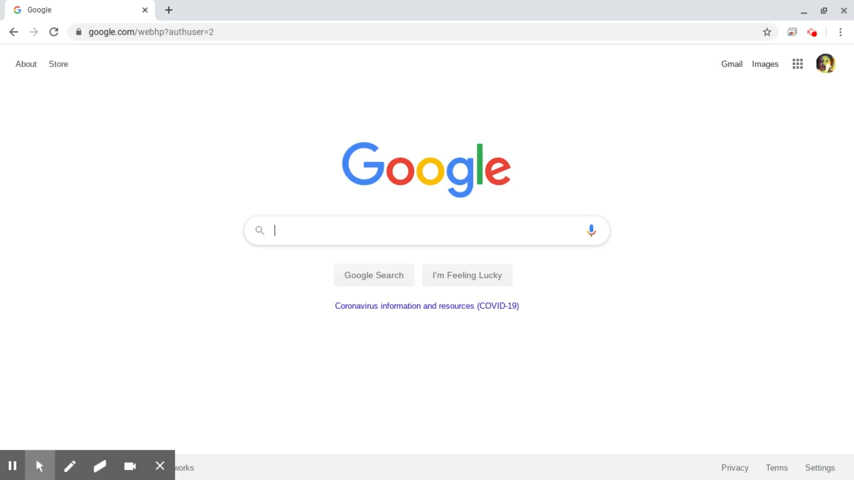 Google
google.com/webhp?authuser=2
About Store
Gmail Images
Google
Google Search I'm Feeling Lucky
Coronavirus information and resources (COVID-19)
works
Privacy Terms Settings